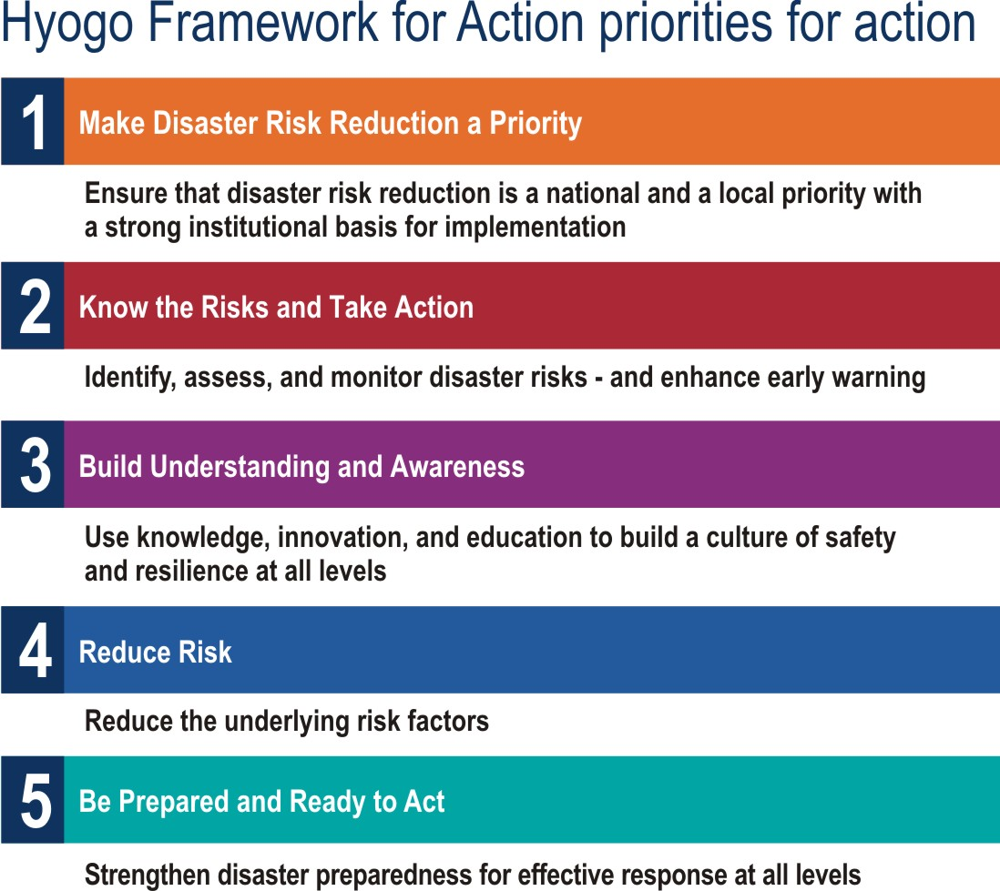 Hyogo Framework for Action priorities for action
1
Make Disaster Risk Reduction a Priority
Ensure that disaster risk reduction is a national and a local priority with
a strong institutional basis for implementation
2
Know the Risks and Take Action
Identify, assess, and monitor disaster risks - and enhance early warning
3
Build Understanding and Awareness
Use knowledge, innovation, and education to build a culture of safety
and resilience at all levels
4
Reduce Risk
Reduce the underlying risk factors
5
Be Prepared and Ready to Act
Strengthen disaster preparedness for effective response at all levels